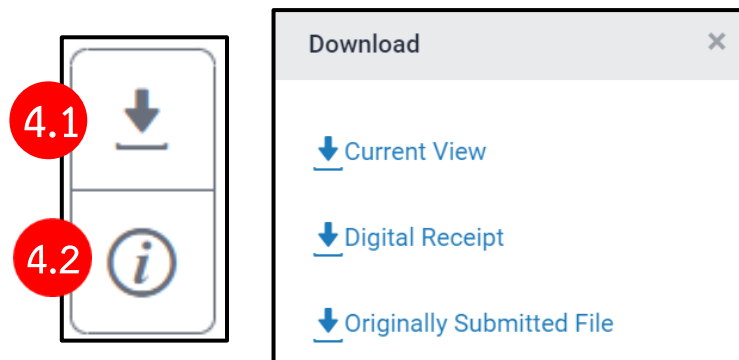 4.1
4.2
i
Download ×
Current View
Digital Receipt
Originally Submitted File